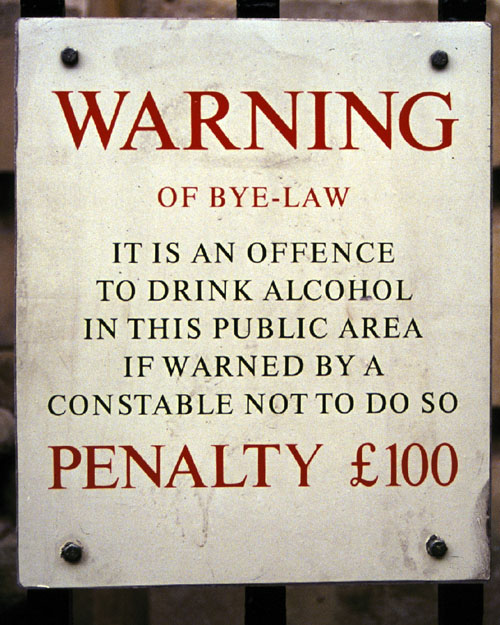 WARNING
OF BYE-LAW
IT IS AN OFFENCE
TO DRINK ALCOHOL
IN THIS PUBLIC AREA
IF WARNED BY A
CONSTABLE NOT TO DO SO
PENALTY £100